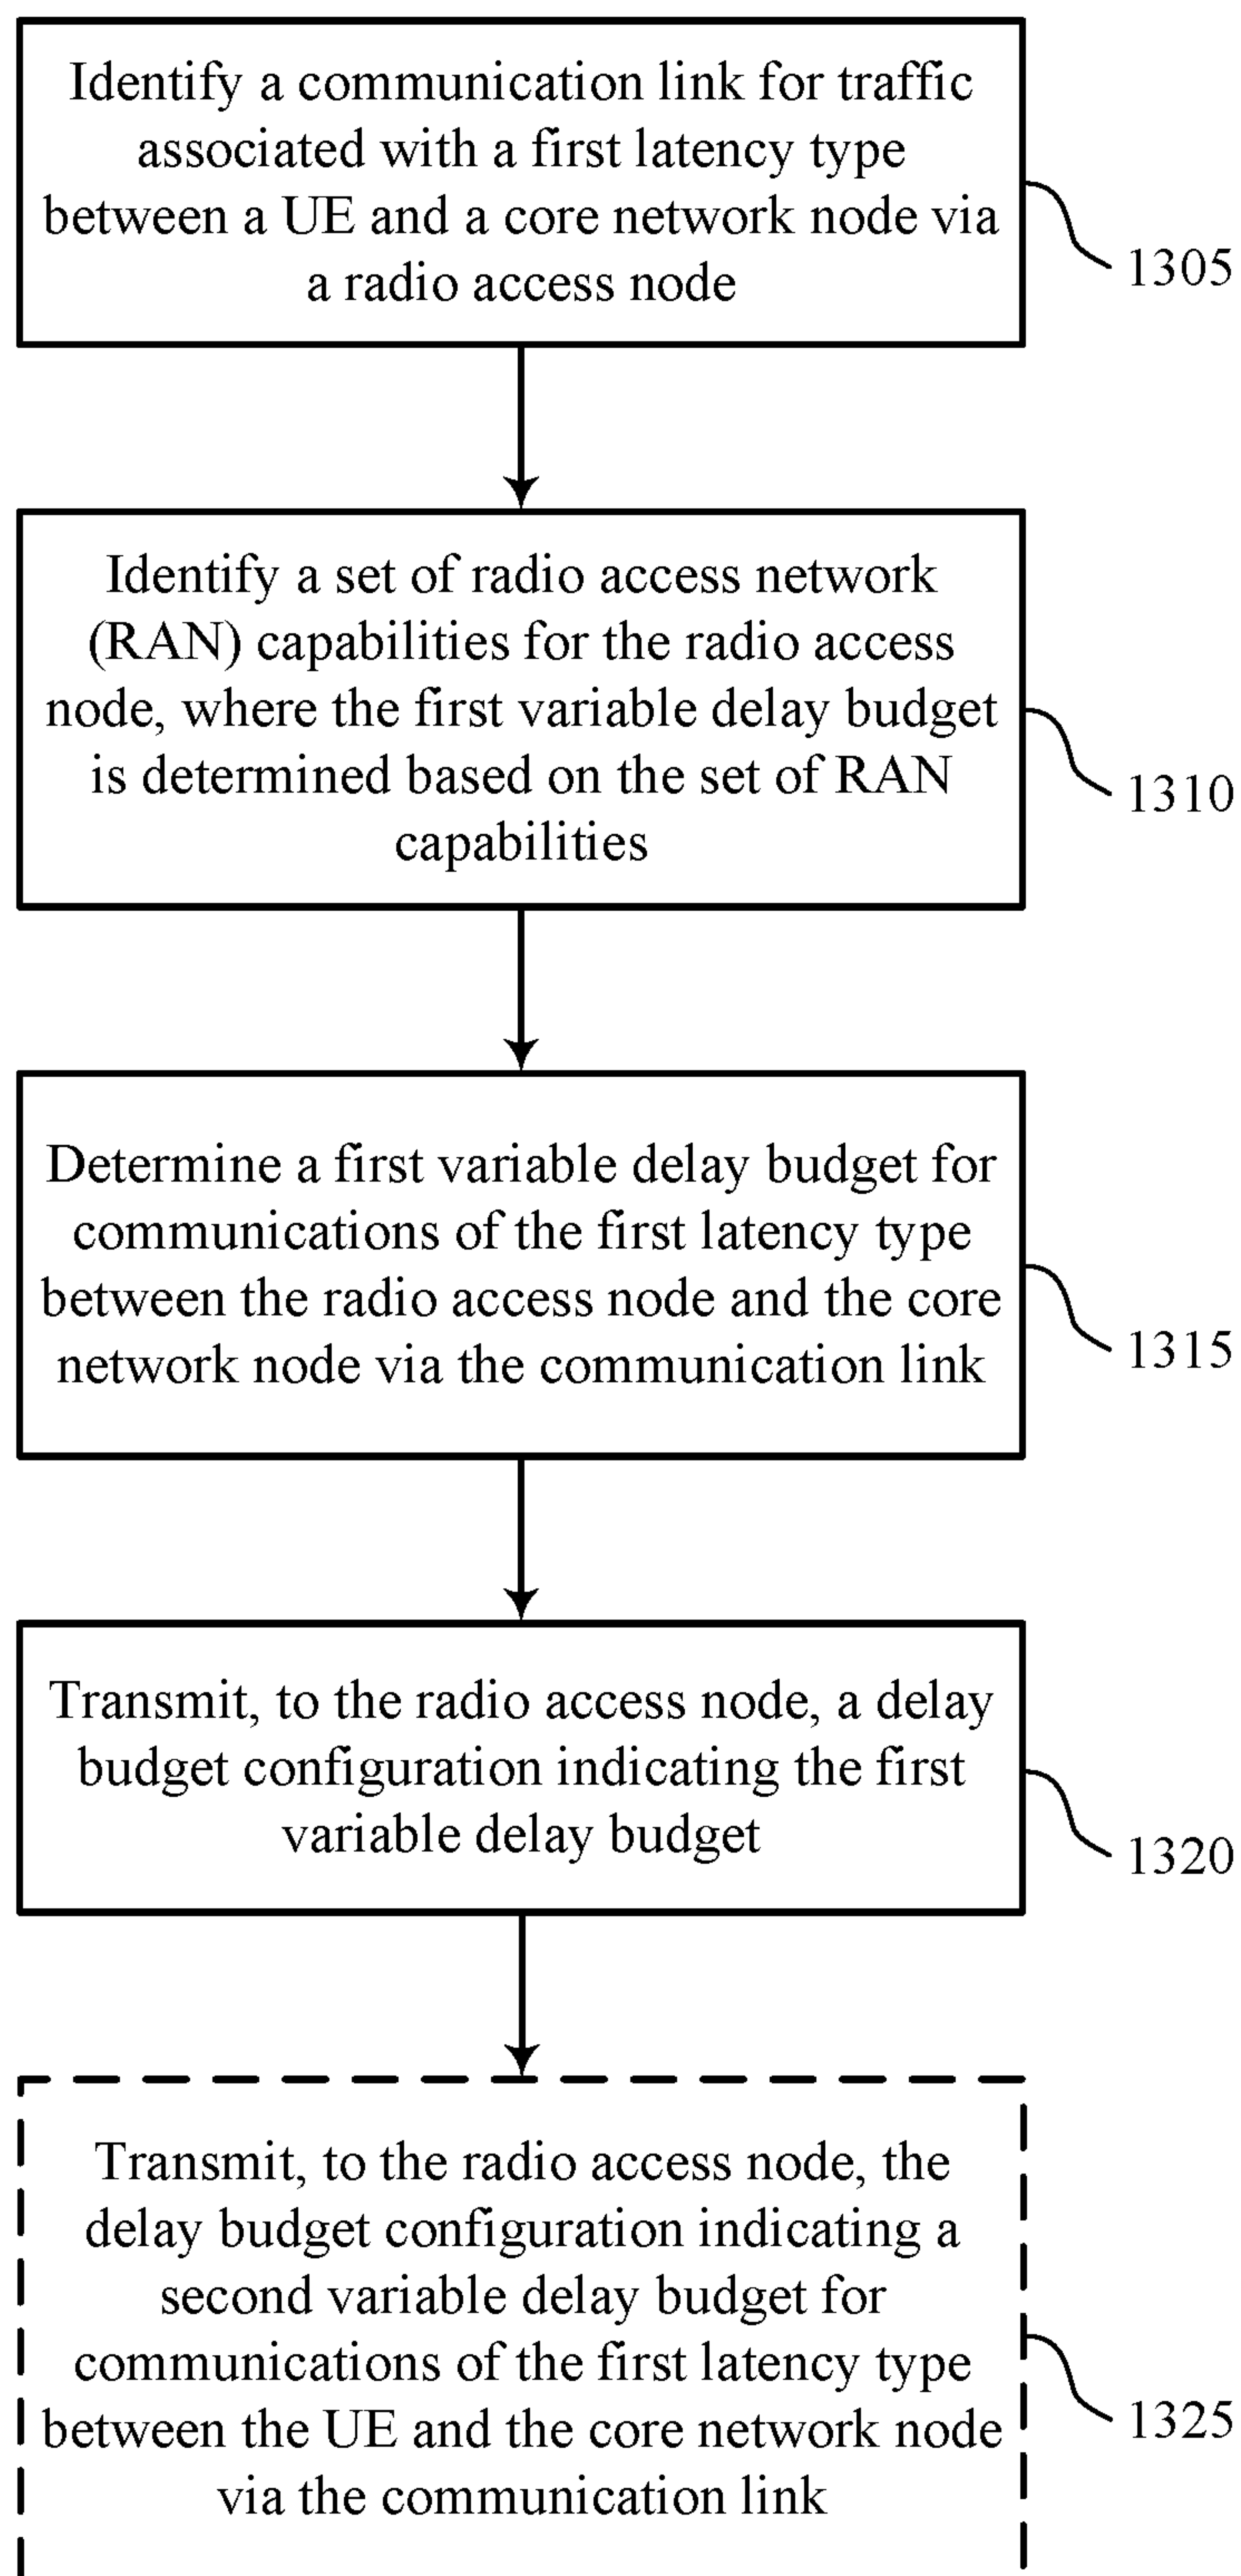 Identify a communication link for traffic
associated with a first latency type
between a UE and a core network node via
a radio access node
1305
Identify a set of radio access network
(RAN) capabilities for the radio access
node, where the first variable delay budget
is determined based on the set of RAN
capabilities
1310
Determine a first variable delay budget for
communications of the first latency type
between the radio access node and the core
network node via the communication link
1315
Transmit, to the radio access node, a delay
budget configuration indicating the first
variable delay budget
1320
Transmit, to the radio access node, the
delay budget configuration indicating a
second variable delay budget for
communications of the first latency type
between the UE and the core network node
via the communication link
1325